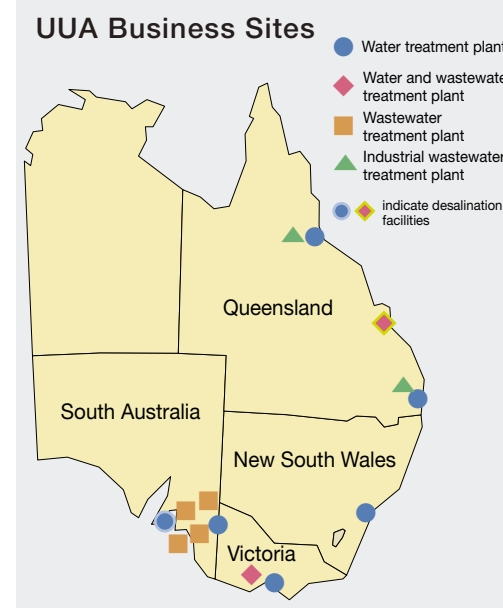 UUA Business Sites
Water treatment plant
Water and wastewate
treatment plant
Wastewater
treatment plant
Industrial wastewater
treatment plant
indicate desalination
facilities
Queensland
South Australia
New South Wales
Victoria